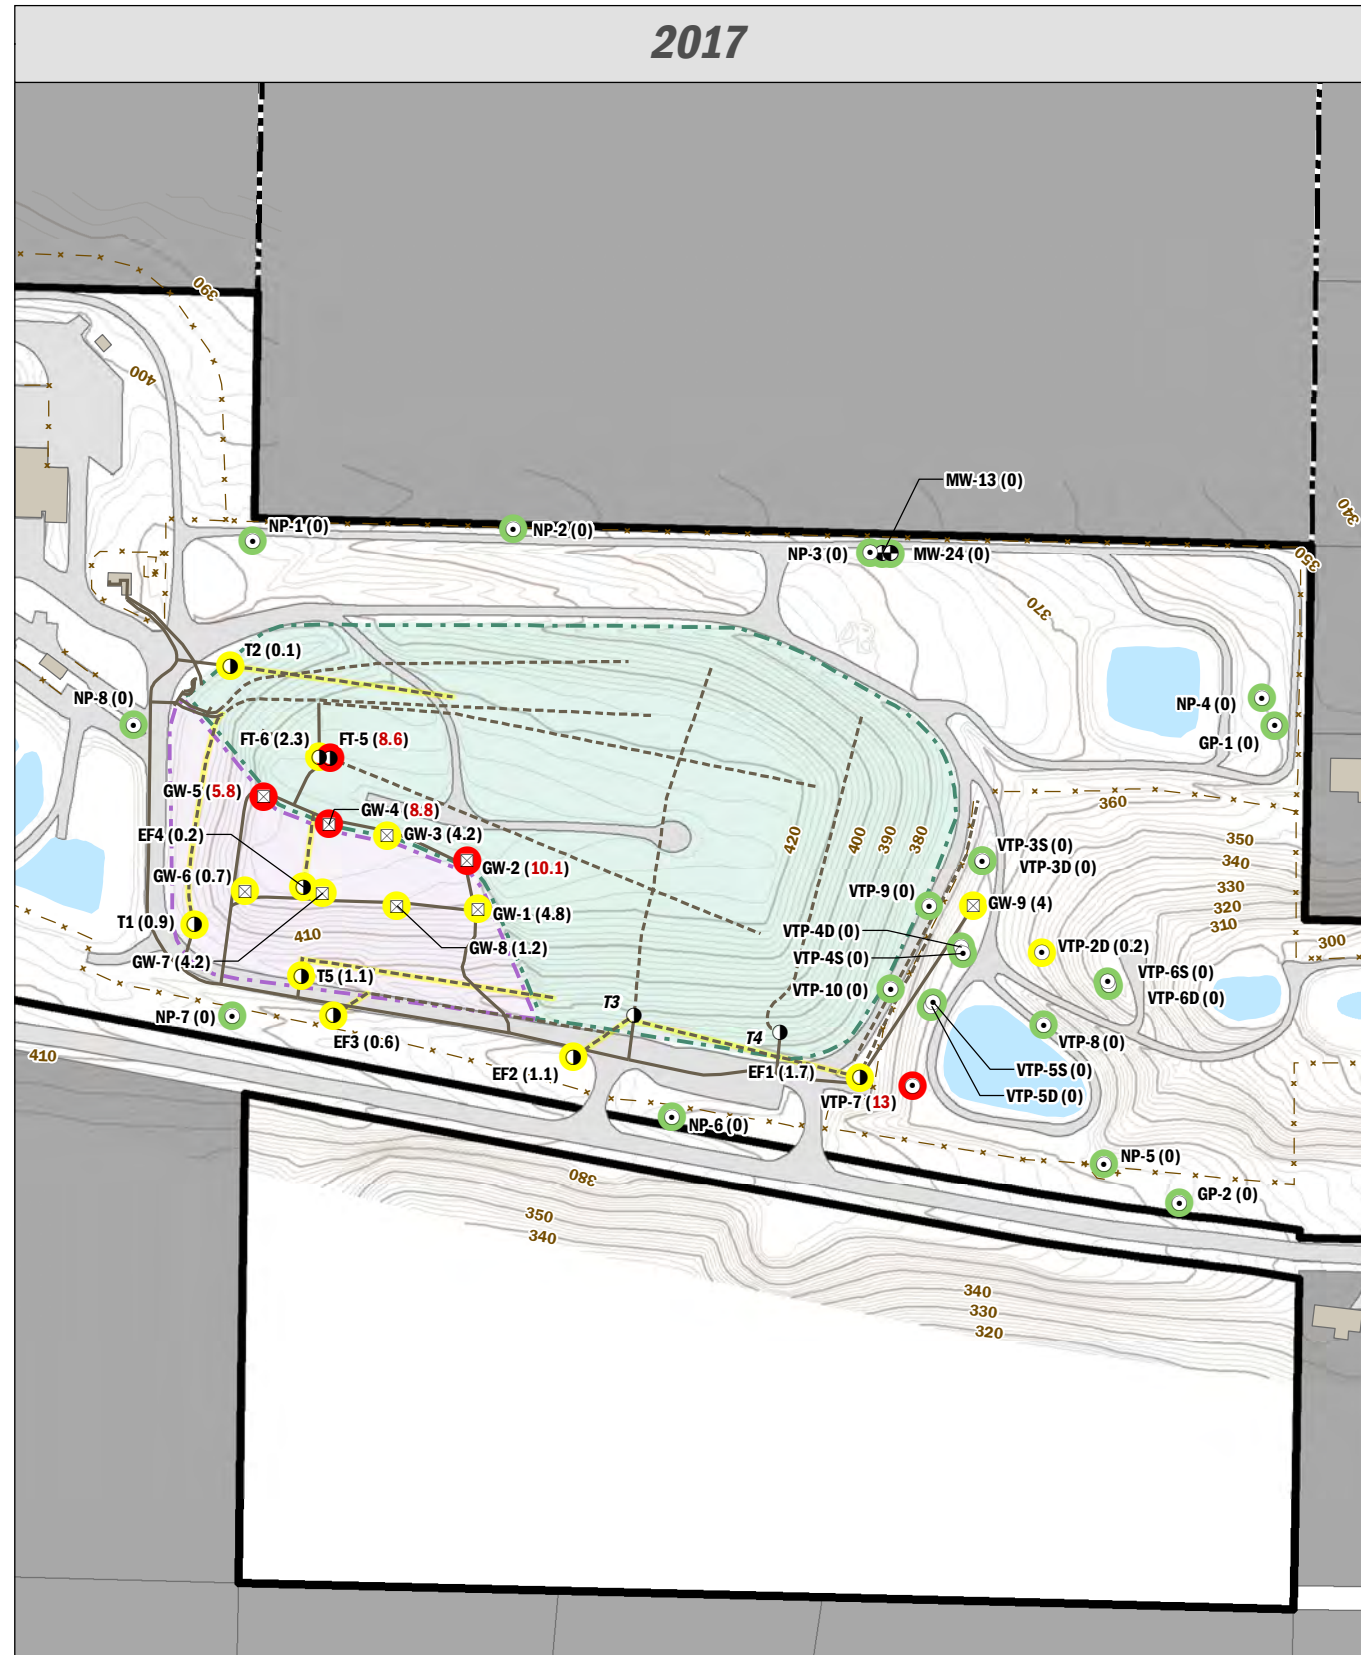 2017
390
400
MW-13 (0)
NP-1 (0)
NP-2 (0)
NP-3 (0)
MW-24 (0)
340
350
370
T2 (0.1)
NP-8 (0)
NP-4 (0)
GP-1 (0)
FT-6 (2.3)
FT-5 (8.6)
GW-5 (5.8)
GW-4 (8.8)
360
EF4 (0.2)
GW-3 (4.2)
420
400
390
380
350
VTP-3S (0)
340
VTP-3D (0)
GW-2 (10.1)
GW-6 (0.7)
330
VTP-9 (0)
GW-9 (4)
320
T1 (0.9)
GW-1 (4.8)
310
VTP-4D (0)
410
GW-8 (1.2)
VTP-2D (0.2)
300
VTP-4S (0)
GW-7 (4.2)
T5 (1.1)
VTP-6S (0)
VTP-10 (0)
VTP-6D (0)
NP-7 (0)
T3
EF3 (0.6)
T4
VTP-8 (0)
410
EF2 (1.1)
EF1 (1.7)
VTP-5S (0)
VTP-7 (13)
VTP-5D (0)
NP-6 (0)
NP-5 (0)
380
GP-2 (0)
350
340
340
330
320